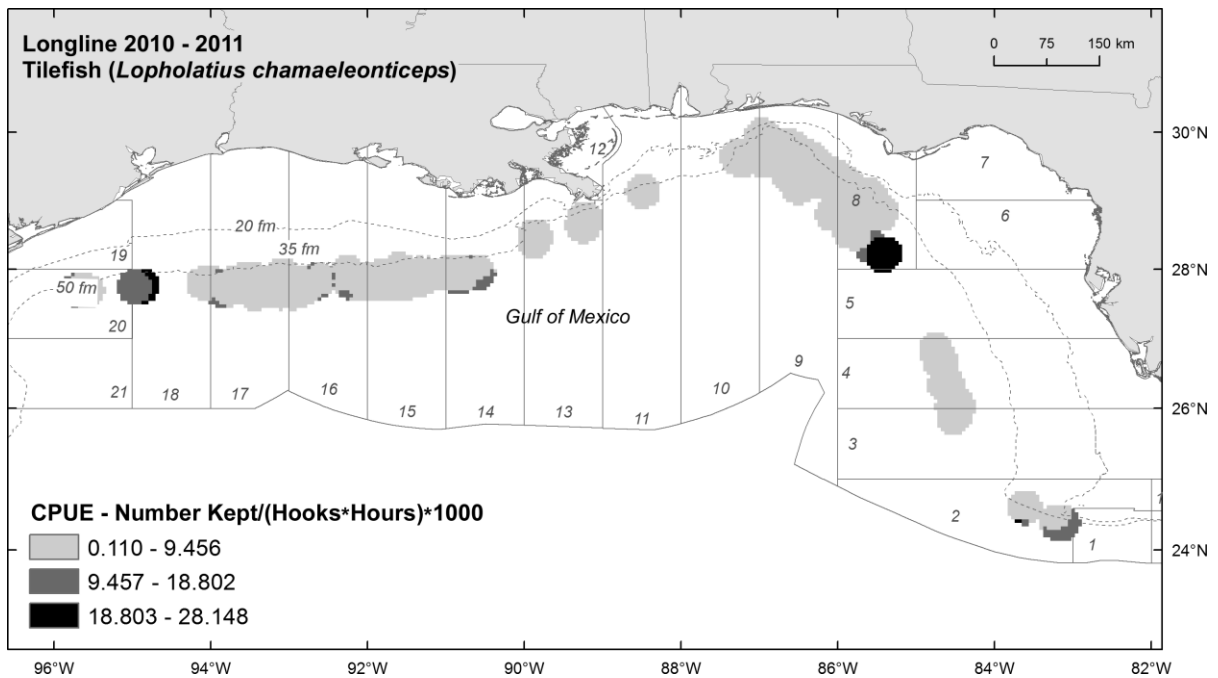 Longline 2010 - 2011
Tilefish (Lopholatius chamaeleonticeps)
0 75 150 km
30°N
28°N
26°N
24°N
12
7
6
8
20 fm
35 fm
19
50 fm
20
Gulf of Mexico
5
4
3
2
1
1
21
18
17
16
15
14
13
11
10
9
CPUE - Number Kept/(Hooks*Hours)*1000
0.110 - 9.456
9.457 - 18.802
18.803 - 28.148
96°W 94°W 92°W 90°W 88°W 86°W 84°W 82°W